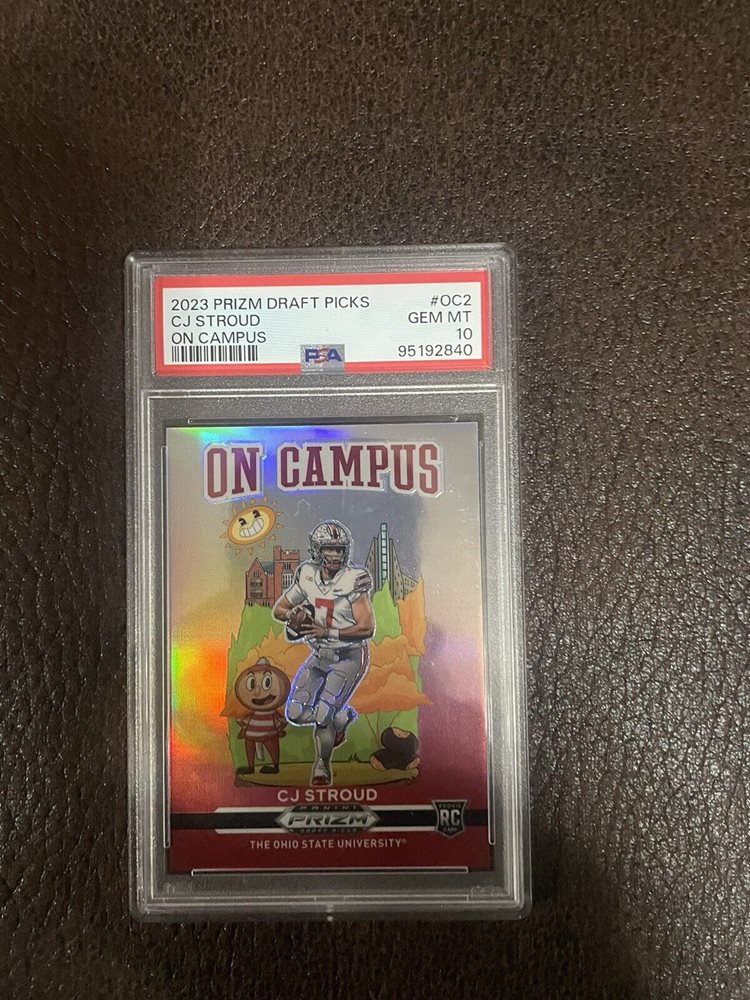 2023 PRIZM DRAFT PICKS #OC2
CJ STROUD GEM MT
ON CAMPUS 10
PSA 95192840
ON CAMPUS
7
CJ STROUD
PANINI
PRIZM
DRAFT PICKS
ROOKIE
RC
CARD
THE OHIO STATE UNIVERSITY®